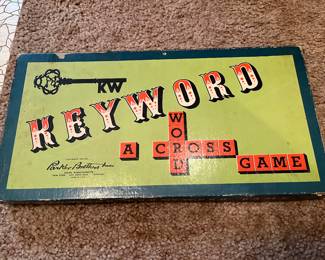 KW
KEYWORD
WORD
A CROSS GAME
Parker Brothers Inc